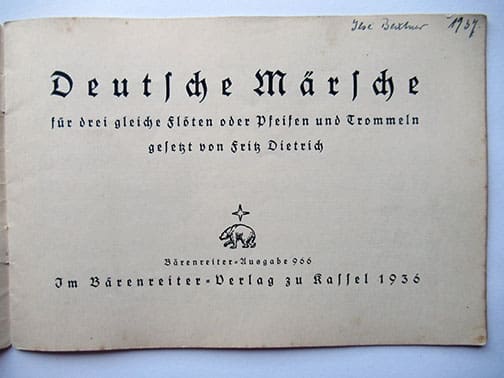 Ilse 1937.
Deutsche Märsche
für drei gleiche Flöten oder Pfeifen und Trommeln
gesetzt von Fritz Dietrich
Bärenreiter-Ausgabe 966
Im Bärenreiter-Verlag zu Kassel 1936